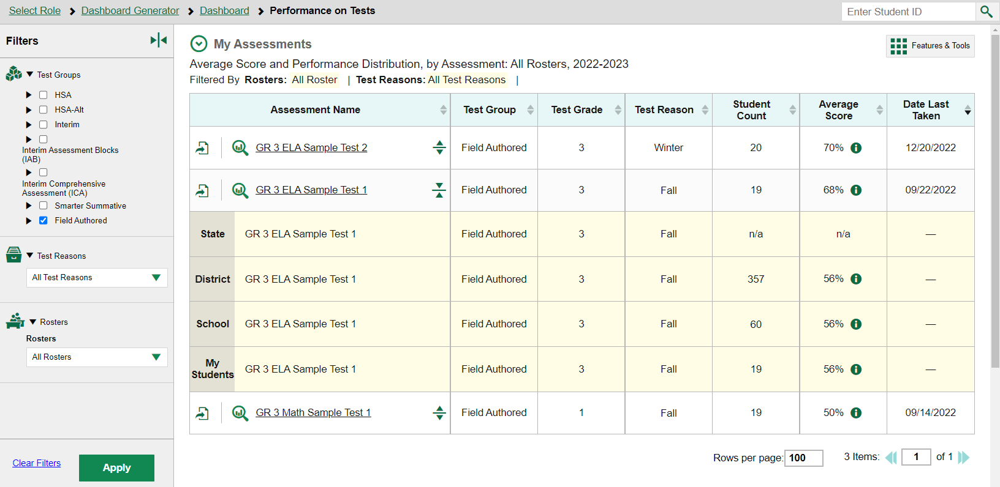 Select Role Dashboard Generator Dashboard Performance on Tests
Enter Student ID
Filters
Test Groups
HSA
HSA-Alt
Interim
Interim Assessment Blocks
(IAB)
Interim Comprehensive
Assessment (ICA)
Smarter Summative
Field Authored
Test Reasons
All Test Reasons
Rosters
Rosters
All Rosters
Clear Filters
Apply
My Assessments
Features & Tools
Average Score and Performance Distribution, by Assessment: All Rosters, 2022-2023
Filtered By Rosters: All Roster | Test Reasons: All Test Reasons |
Assessment Name Test Group Test Grade Test Reason Student Count Average Score Date Last Taken
GR 3 ELA Sample Test 2 Field Authored 3 Winter 20 70% 12/20/2022
GR 3 ELA Sample Test 1 Field Authored 3 Fall 19 68% 09/22/2022
State GR 3 ELA Sample Test 1 Field Authored 3 Fall n/a n/a —
District GR 3 ELA Sample Test 1 Field Authored 3 Fall 357 56% —
School GR 3 ELA Sample Test 1 Field Authored 3 Fall 60 56% —
My Students GR 3 ELA Sample Test 1 Field Authored 3 Fall 19 56% —
GR 3 Math Sample Test 1 Field Authored 1 Fall 19 50% 09/14/2022
Rows per page: 100 3 Items: 1 of 1